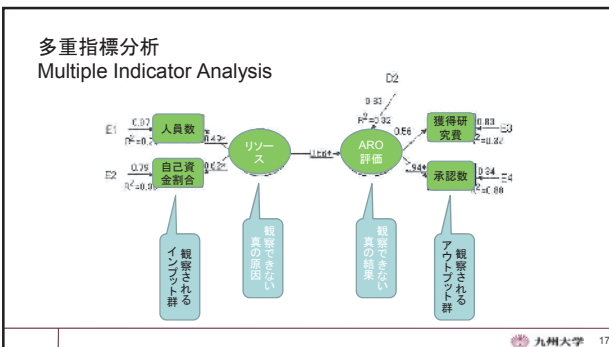 多重指標分析
Multiple Indicator Analysis
D2
E1
人員数
リソー
ス
ARO
評価
獲得研
究費
E3
0.79
E2
自己資
金割合
承認数
E4
観察される
インプット群
観察できない
真の原因
観察できない
真の結果
観察される
アウトプット群
九州大学
17